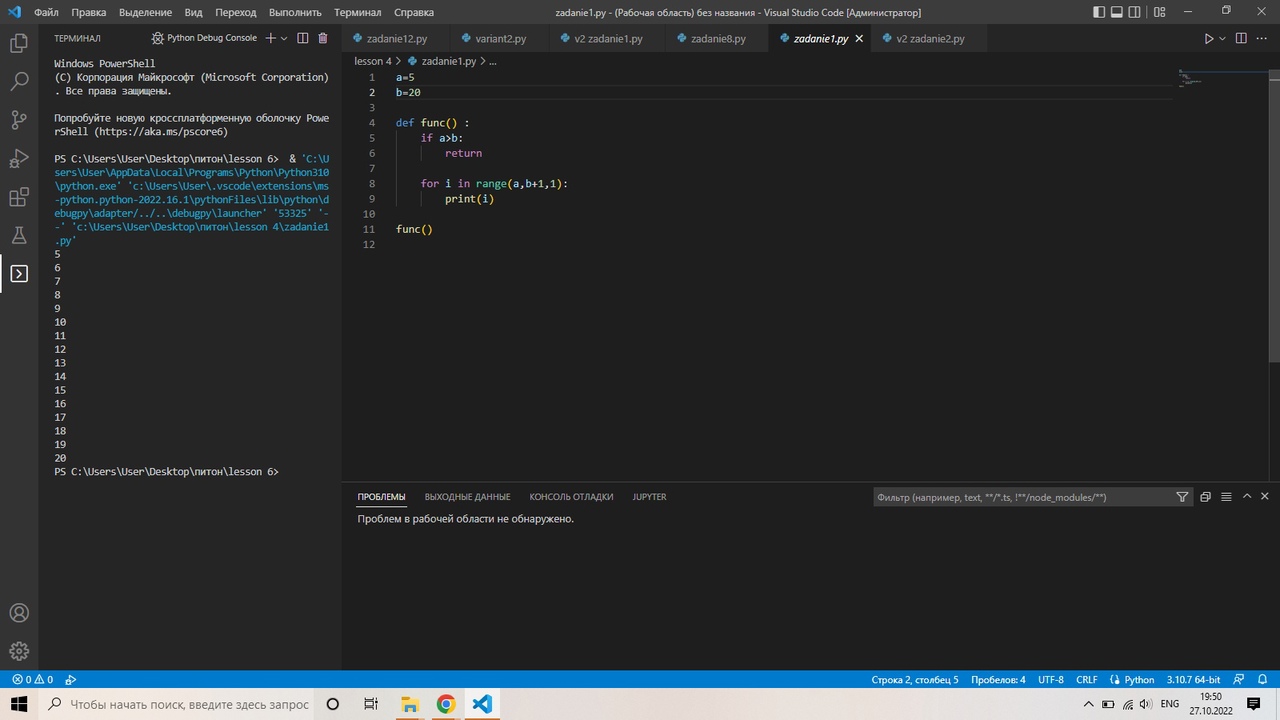 Файл Правка Выделение Вид Переход Выполнить Терминал Справка
zadanie1.py - (Рабочая область) без названия - Visual Studio Code [Администратор]
ТЕРМИНАЛ
Python Debug Console
zadanie12.py
variant2.py
v2 zadanie1.py
zadanie8.py
zadanie1.py
v2 zadanie2.py
lesson 4 > zadanie1.py > ...
Windows PowerShell
(C) Корпорация Майкрософт (Microsoft Corporation)
. Все права защищены.
Попробуйте новую кроссплатформенную оболочку Powe
rShell (https://aka.ms/pscore6)
PS C:\Users\User\Desktop\питон\lesson 6>  & 'C:\U
sers\User\AppData\Local\Programs\Python\Python310
\python.exe' 'c:\Users\User\.vscode\extensions\ms
-python.python-2022.16.1\pythonFiles\lib\python\d
ebugpy\adapter/../..\debugpy\launcher' '53325' '-
-' 'c:\Users\User\Desktop\питон\lesson 4\zadanie1
.py'
5
6
7
8
9
10
11
12
13
14
15
16
17
18
19
20
PS C:\Users\User\Desktop\питон\lesson 6>
1 a=5
2 b=20
3
4 def func() :
5     if a>b:
6         return
7
8     for i in range(a,b+1,1):
9         print(i)
10
11 func()
12
ПРОБЛЕМЫ ВЫХОДНЫЕ ДАННЫЕ КОНСОЛЬ ОТЛАДКИ JUPYTER
Фильтр (например, text, **/*.ts, !**/node_modules/**)
Проблем в рабочей области не обнаружено.
0 0
Строка 2, столбец 5 Пробелов: 4 UTF-8 CRLF Python 3.10.7 64-bit
Чтобы начать поиск, введите здесь запрос
ENG
19:50
27.10.2022